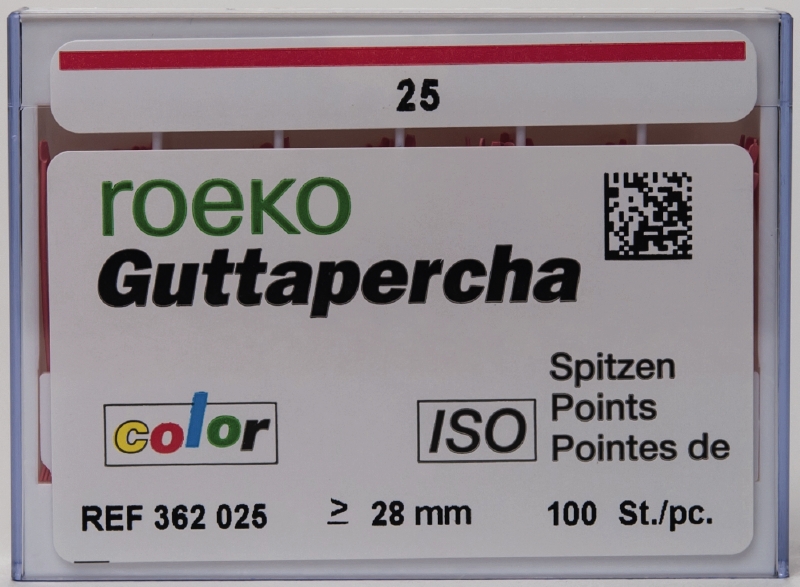 25
roeko
Guttapercha
Spitzen
color ISO Points
Pointes de
REF 362 025 ≥ 28 mm 100 St./pc.